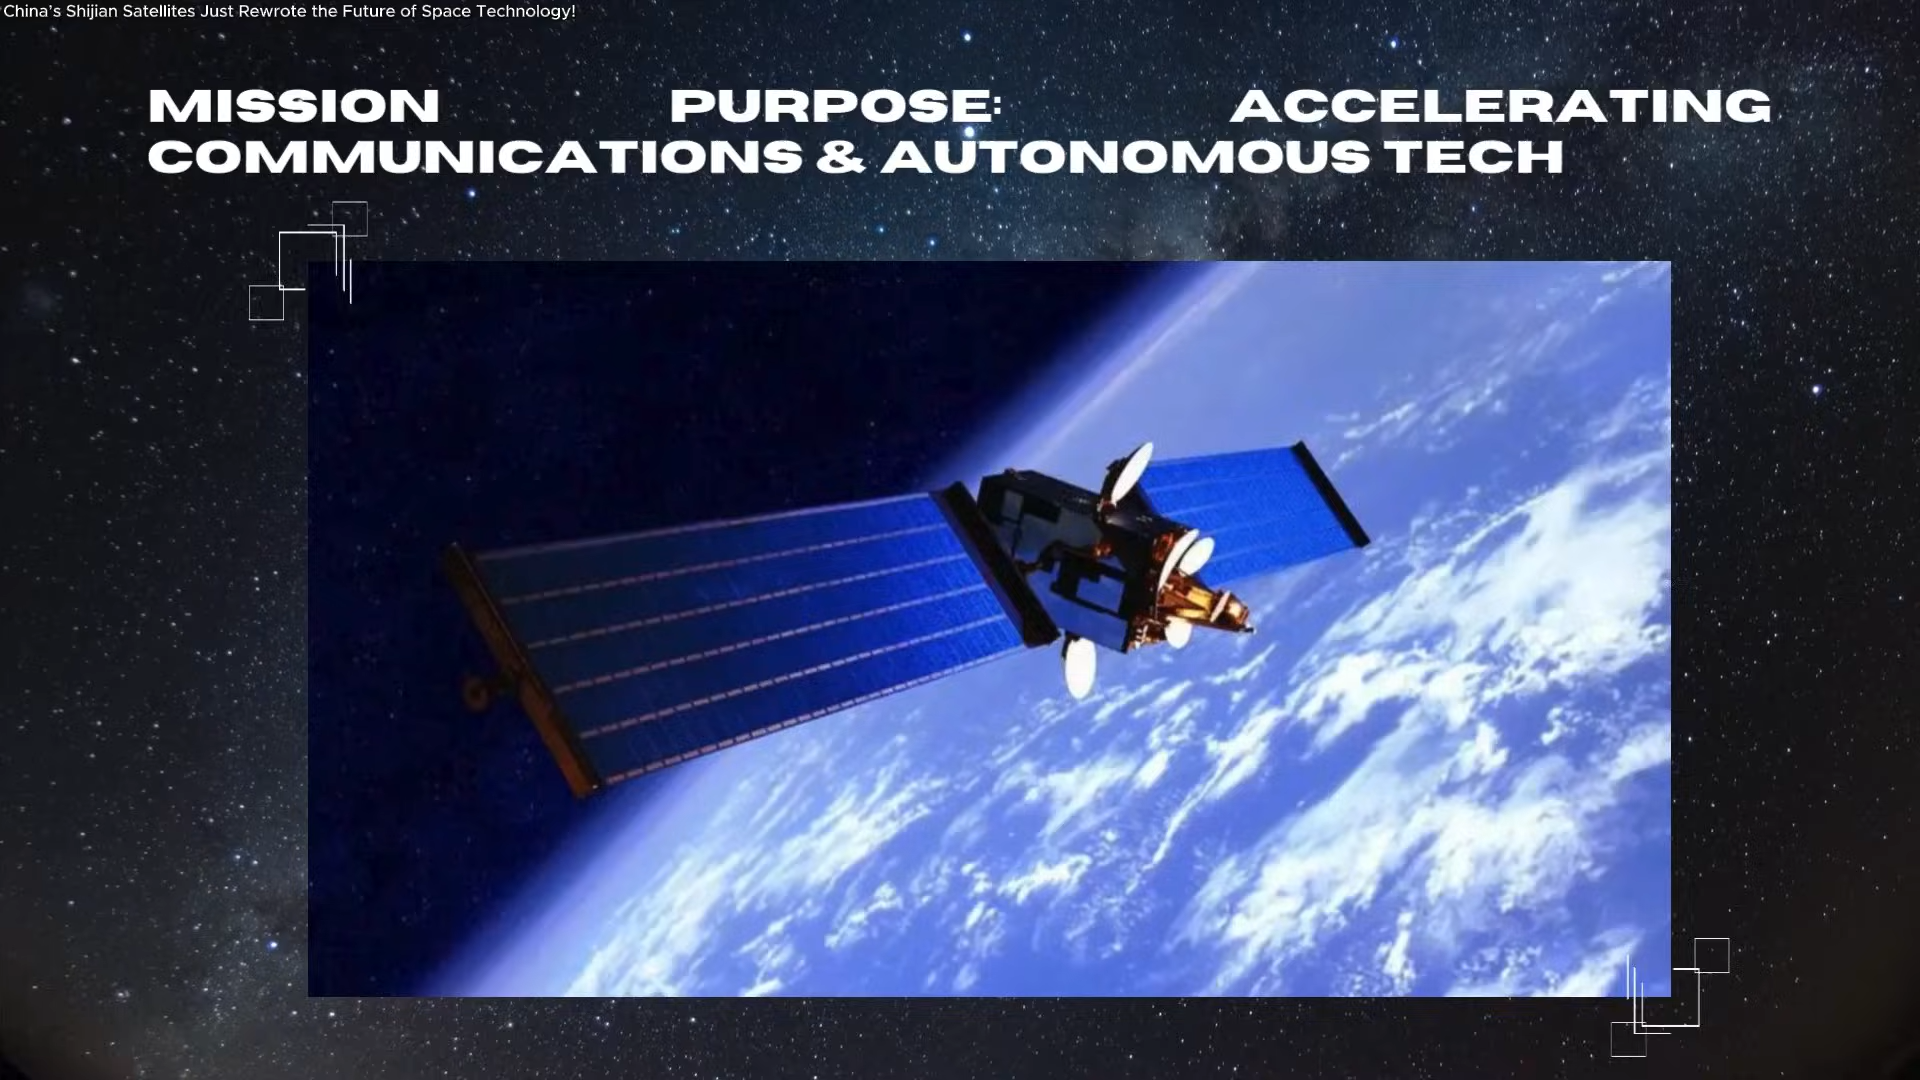 China's Shijian Satellites Just Rewrote the Future of Space Technology!
MISSION PURPOSE: ACCELERATING
COMMUNICATIONS & AUTONOMOUS TECH